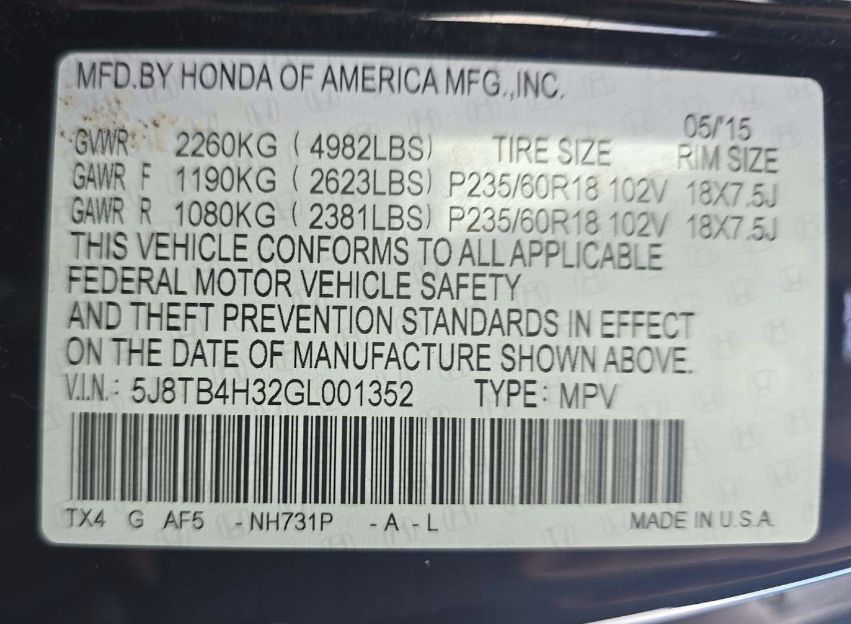 MFD.BY HONDA OF AMERICA MFG.,INC.
05/'15
GVWR 2260KG ( 4982LBS) TIRE SIZE RIM SIZE
GAWR F 1190KG ( 2623LBS) P235/60R18 102V 18X7.5J
GAWR R 1080KG ( 2381LBS) P235/60R18 102V 18X7.5J
THIS VEHICLE CONFORMS TO ALL APPLICABLE
FEDERAL MOTOR VEHICLE SAFETY
AND THEFT PREVENTION STANDARDS IN EFFECT
ON THE DATE OF MANUFACTURE SHOWN ABOVE.
V.I.N.: 5J8TB4H32GL001352 TYPE: MPV
TX4 G AF5 -NH731P -A -L MADE IN U.S.A.